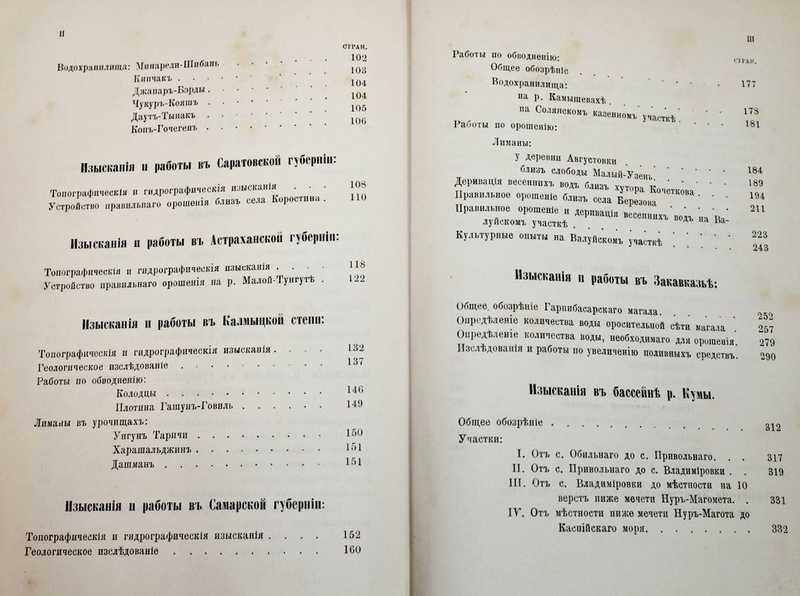 II
СТРАН.
Водохранилища: Минарели-Шибань . . . . . . . 102
Кипчакъ . . . . . . . . . 103
Джапаръ-Бэрды . . . . . . . 104
Чукуръ-Кояшъ . . . . . . . 104
Даутъ-Тынакъ . . . . . . . 105
Конъ-Гочегенъ . . . . . . . 106
Изысканія и работы въ Саратовской губерніи:
Топографическія и гидрографическія изысканія . . . 108
Устройство правильнаго орошенія близъ села Коростина . 110
Изысканія и работы въ Астраханской губерніи:
Топографическія и гидрографическія изысканія . . . . 118
Устройство правильнаго орошенія на р. Малой-Тунгутѣ . 122
Изысканія и работы въ Калмыцкой степи:
Топографическія и гидрографическія изысканія . . . . 132
Геологическое изслѣдованіе . . . . . . . . . 137
Работы по обводненію:
Колодцы . . . . . . . . . . . 146
Плотина Гашунъ-Говиль . . . . . . 149
Лиманы въ урочищахъ:
Унгунъ Таричи . . . . . . . . . 150
Харашальджинъ . . . . . . . . . 151
Дашманъ . . . . . . . . . . . 151
Изысканія и работы въ Самарской губерніи:
Топографическія и гидрографическія изысканія . . . . 152
Геологическое изслѣдованіе . . . . . . . . . . 160
III
СТРАН.
Работы по обводненію:
Общее обозрѣніе . . . . . . . . . . 177
Водохранилища:
на р. Камышевахѣ . . . . . . . . 178
на Солянскомъ казенномъ участкѣ . . . . 181
Работы по орошенію:
Лиманы:
у деревни Августовки . . . . . . . 184
близъ слободы Малый-Узень . . . . . . 189
Деривація весеннихъ водъ близъ хутора Кочеткова . . . 194
Правильное орошеніе близъ села Березова . . . . . 211
Правильное орошеніе и деривація весеннихъ водъ на Ва-
луйскомъ участкѣ . . . . . . . . . . 223
Культурные опыты на Валуйскомъ участкѣ . . . . . 243
Изысканія и работы въ Закавказьѣ:
Общее обозрѣніе Гарнибасарскаго магала . . . . . . 252
Опредѣленіе количества воды оросительной сѣти магала . 257
Опредѣленіе количества воды, необходимаго для орошенія. 279
Изслѣдованія и работы по увеличенію поливныхъ средствъ. 290
Изысканія въ бассейнѣ р. Кумы.
Общее обозрѣніе . . . . . . . . . . . . . 312
Участки:
I. Отъ с. Обильнаго до с. Привольнаго. . . 317
II. Отъ с. Привольнаго до с. Владиміровки . . 319
III. Отъ с. Владиміровки до мѣстности на 10
верстъ ниже мечети Нуръ-Магомета. . 331
IV. Отъ мѣстности ниже мечети Нуръ-Магота до
Каспійскаго моря. . . . . . . . 332